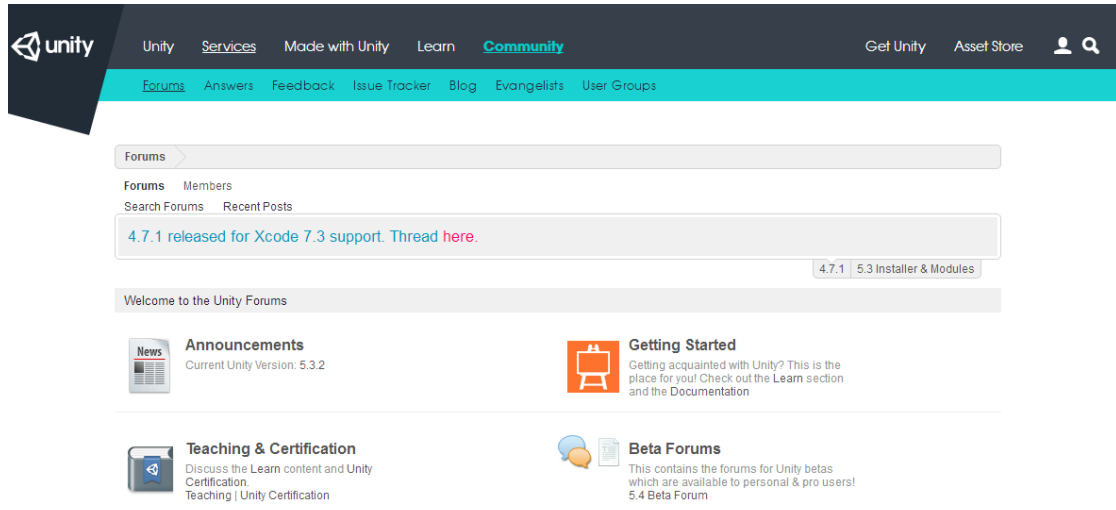 unity
Unity Services Made with Unity Learn Community Get Unity Asset Store
Forums Answers Feedback Issue Tracker Blog Evangelists User Groups
Forums
Forums Members
Search Forums Recent Posts
4.7.1 released for Xcode 7.3 support. Thread here.
4.7.1 5.3 Installer & Modules
Welcome to the Unity Forums
News
Announcements
Current Unity Version: 5.3.2
Getting Started
Getting acquainted with Unity? This is the
place for you! Check out the Learn section
and the Documentation
Teaching & Certification
Discuss the Learn content and Unity
Certification.
Teaching | Unity Certification
Beta Forums
This contains the forums for Unity betas
which are available to personal & pro users!
5.4 Beta Forum